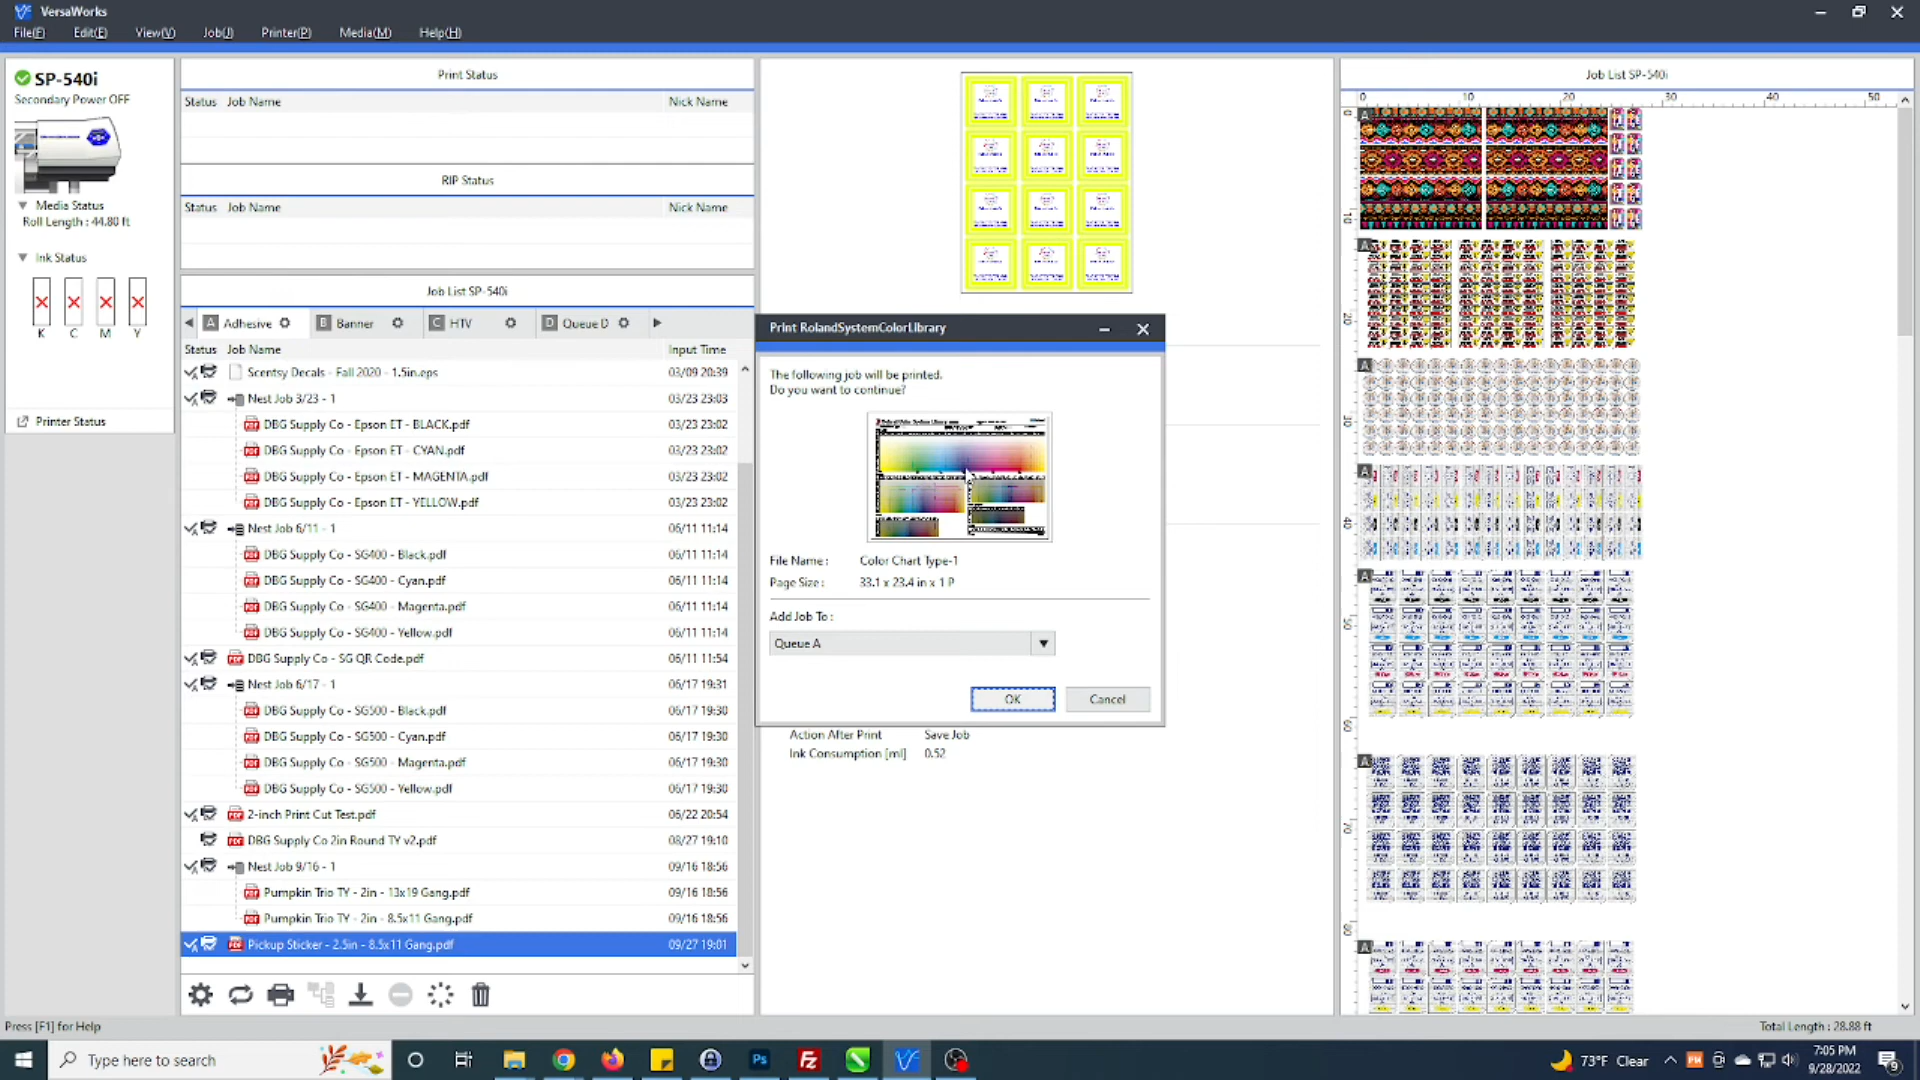 VersaWorks
File(F) Edit(E) View(V) Job(J) Printer(P) Media(M) Help(H)
SP-540i
Secondary Power OFF
Media Status
Roll Length : 44.80 ft
Ink Status
K C M Y
Printer Status
Print Status
Status Job Name Nick Name
RIP Status
Status Job Name Nick Name
Job List SP-540i
A Adhesive B Banner C HTV D Queue D
Status Job Name Input Time
Scentsy Decals - Fall 2020 - 1.5in.eps 03/09 20:39
Nest Job 3/23 - 1 03/23 23:03
DBG Supply Co - Epson ET - BLACK.pdf 03/23 23:02
DBG Supply Co - Epson ET - CYAN.pdf 03/23 23:02
DBG Supply Co - Epson ET - MAGENTA.pdf 03/23 23:02
DBG Supply Co - Epson ET - YELLOW.pdf 03/23 23:02
Nest Job 6/11 - 1 06/11 11:14
DBG Supply Co - SG400 - Black.pdf 06/11 11:14
DBG Supply Co - SG400 - Cyan.pdf 06/11 11:14
DBG Supply Co - SG400 - Magenta.pdf 06/11 11:14
DBG Supply Co - SG400 - Yellow.pdf 06/11 11:14
DBG Supply Co - SG QR Code.pdf 06/11 11:54
Nest Job 6/17 - 1 06/17 19:31
DBG Supply Co - SG500 - Black.pdf 06/17 19:30
DBG Supply Co - SG500 - Cyan.pdf 06/17 19:30
DBG Supply Co - SG500 - Magenta.pdf 06/17 19:30
DBG Supply Co - SG500 - Yellow.pdf 06/17 19:30
2-inch Print Cut Test.pdf 06/22 20:54
DBG Supply Co 2in Round TY v2.pdf 08/27 19:10
Nest Job 9/16 - 1 09/16 18:56
Pumpkin Trio TY - 2in - 13x19 Gang.pdf 09/16 18:56
Pumpkin Trio TY - 2in - 8.5x11 Gang.pdf 09/16 18:56
Pickup Sticker - 2.5in - 8.5x11 Gang.pdf 09/27 19:01
Print RolandSystemColorLibrary
The following job will be printed.
Do you want to continue?
File Name : Color Chart Type-1
Page Size : 33.1 x 23.4 in x 1 P
Add Job To :
Queue A
OK Cancel
Action After Print Save Job
Ink Consumption [ml] 0.52
Job List SP-540i
0 10 20 30 40 50
0
10
20
30
40
50
60
70
80
A
A
A
A
A
A
A
Press [F1] for Help
Total Length : 28.88 ft
Type here to search
Ps
Fz
73°F Clear
7:05 PM
9/28/2022
9